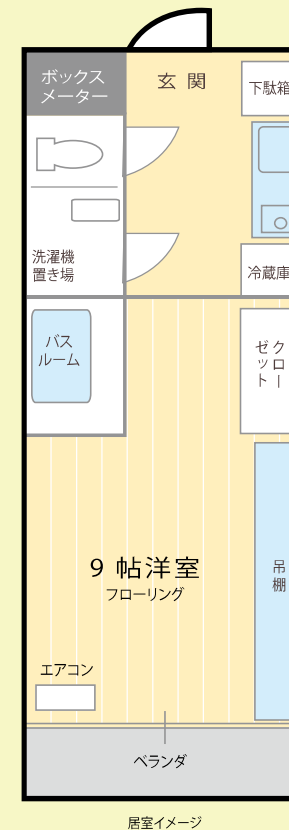 ボックス
メーター
玄関
下駄箱
洗濯機
置き場
冷蔵庫
バス
ルーム
クロー
ゼット
9 帖洋室
フローリング
吊棚
エアコン
ベランダ
居室イメージ